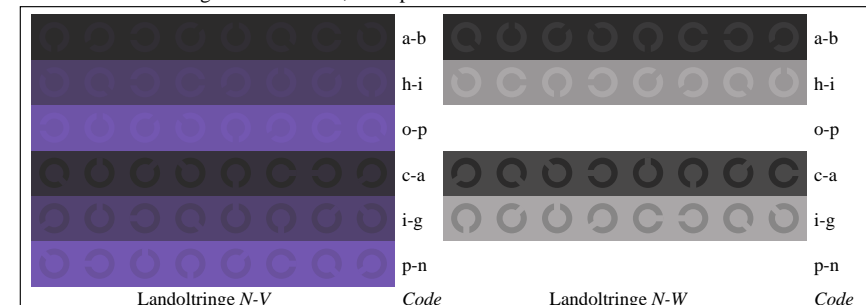 a-b a-b
h-i h-i
o-p o-p
c-a c-a
i-g i-g
p-n p-n
Landoltringe N-V Code Landoltringe N-W Code